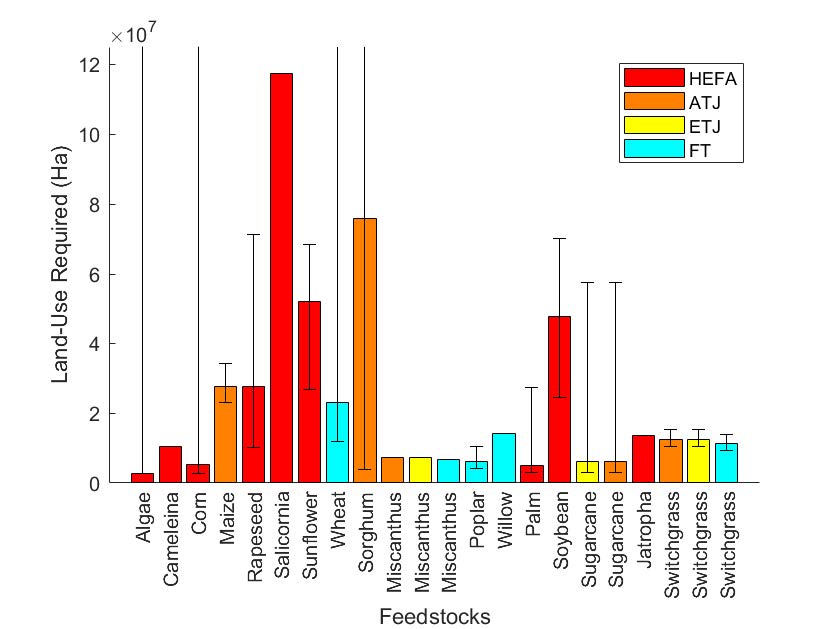 ×10⁷
12
10
8
6
4
2
0
Land-Use Required (Ha)
HEFA
ATJ
ETJ
FT
Algae
Cameleina
Corn
Maize
Rapeseed
Salicornia
Sunflower
Wheat
Sorghum
Miscanthus
Miscanthus
Miscanthus
Poplar
Willow
Palm
Soybean
Sugarcane
Sugarcane
Jatropha
Switchgrass
Switchgrass
Switchgrass
Feedstocks